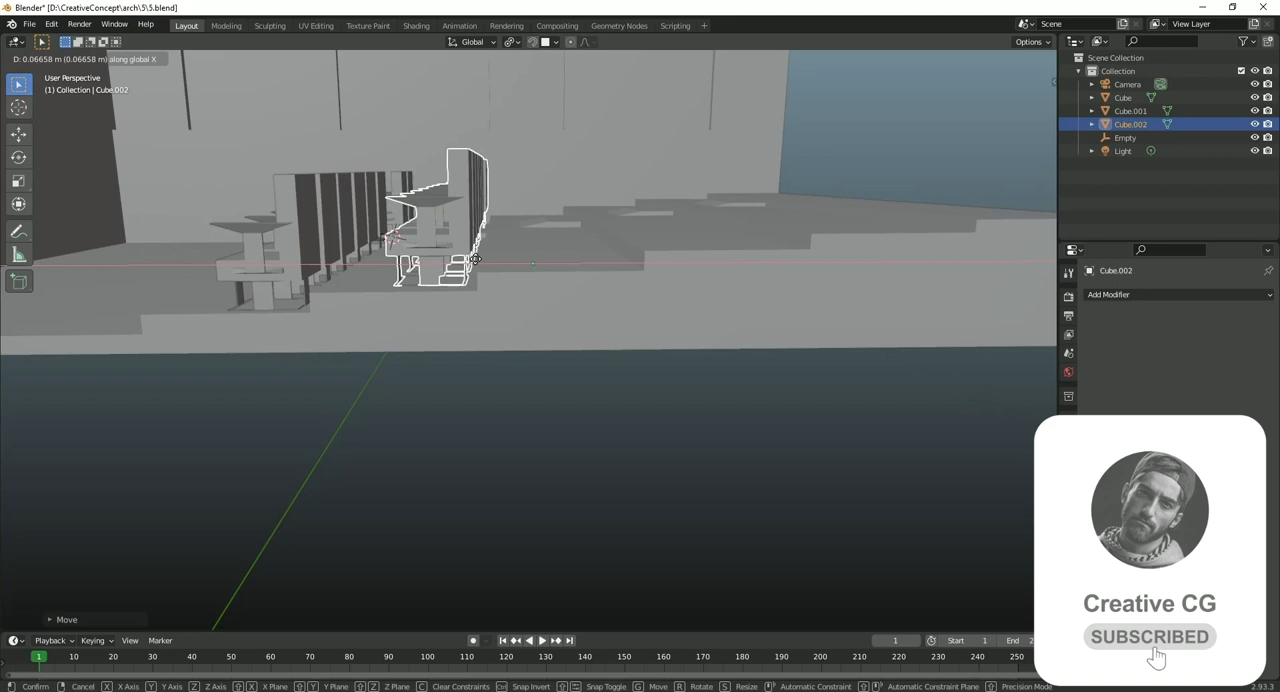 Blender* [D:\CreativeConcept\arch\5\5.blend]
File Edit Render Window Help Layout Modeling Sculpting UV Editing Texture Paint Shading Animation Rendering Compositing Geometry Nodes Scripting + Scene View Layer
Global Options
D: 0.06658 m (0.06658 m) along global X
User Perspective
(1) Collection | Cube.002
Scene Collection
Collection
Camera
Cube
Cube.001
Cube.002
Empty
Light
Cube.002
Add Modifier
Move
Creative CG
SUBSCRIBED
Playback Keying View Marker 1 Start 1 End 2
1 10 20 30 40 50 60 70 80 90 100 110 120 130 140 150 160 170 180 190 200 210 220 230 240 250
Confirm Cancel X X Axis Y Y Axis Z Z Axis X X Plane Y Y Plane Z Z Plane C Clear Constraints Snap Invert Snap Toggle G Move R Rotate S Resize Automatic Constraint Automatic Constraint Plane Precision Mode 2.93.3